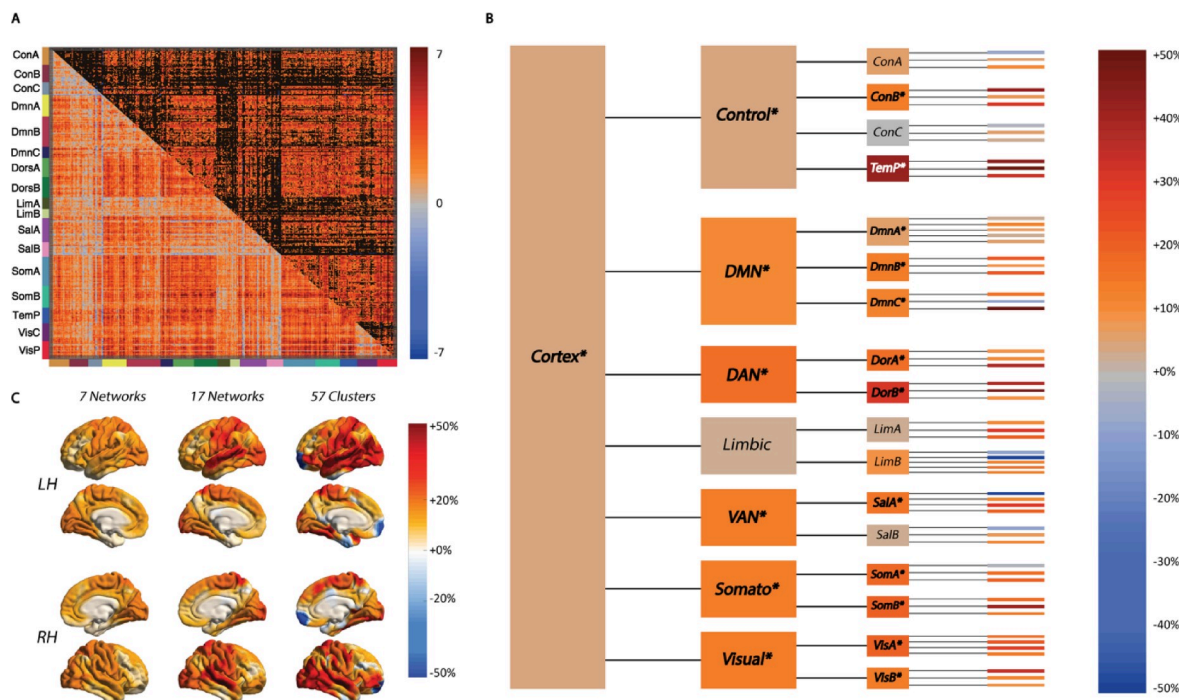 A
ConA
ConB
ConC
DmnA
DmnB
DmnC
DorsA
DorsB
LimA
LimB
SalA
SalB
SomA
SomB
TemP
VisC
VisP
7
0
-7
B
Cortex*
Control*
DMN*
DAN*
Limbic
VAN*
Somato*
Visual*
ConA
ConB*
ConC
TemP*
DmnA*
DmnB*
DmnC*
DorA*
DorB*
LimA
LimB
SalA*
SalB
SomA*
SomB*
VisA*
VisB*
+50%
+40%
+30%
+20%
+10%
+0%
-10%
-20%
-30%
-40%
-50%
C
7 Networks 17 Networks 57 Clusters
LH
RH
+50%
+20%
+0%
-20%
-50%